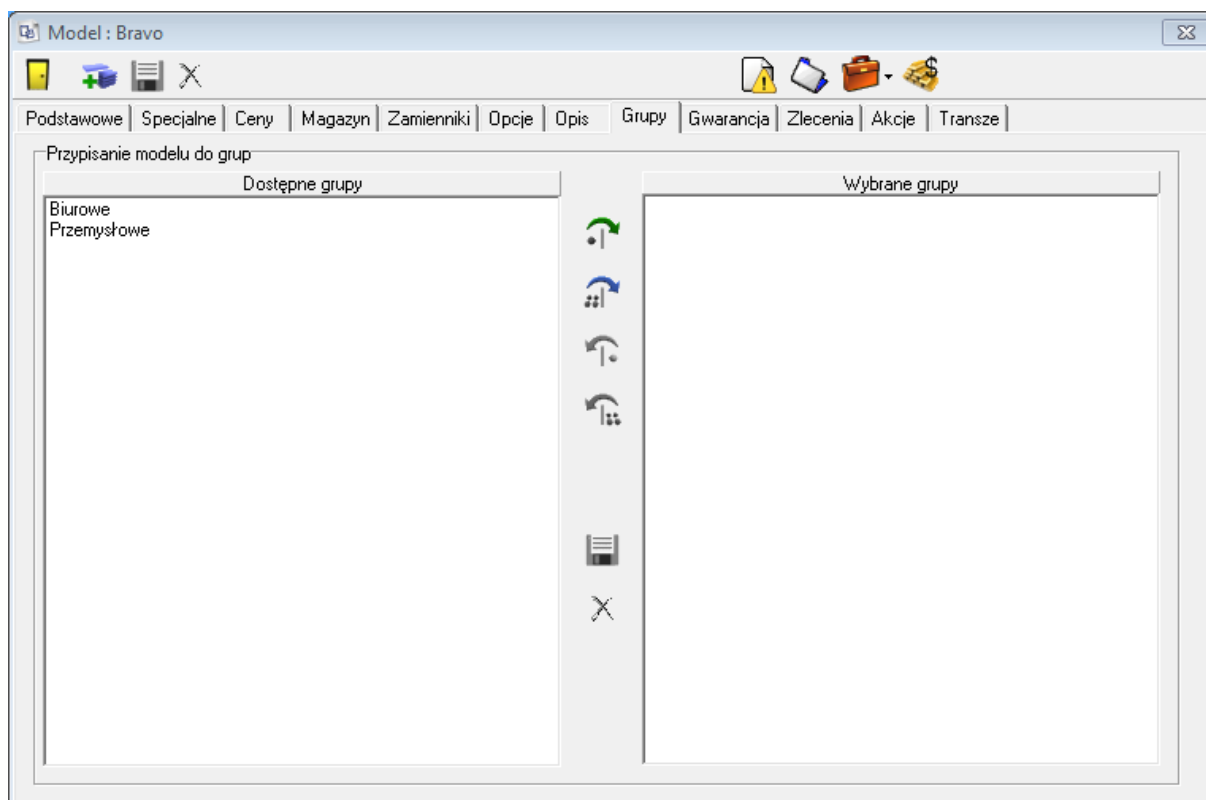 Model : Bravo
Podstawowe Specjalne Ceny Magazyn Zamienniki Opcje Opis Grupy Gwarancja Zlecenia Akcje Transze
Przypisanie modelu do grup
Dostępne grupy
Wybrane grupy
Biurowe
Przemysłowe